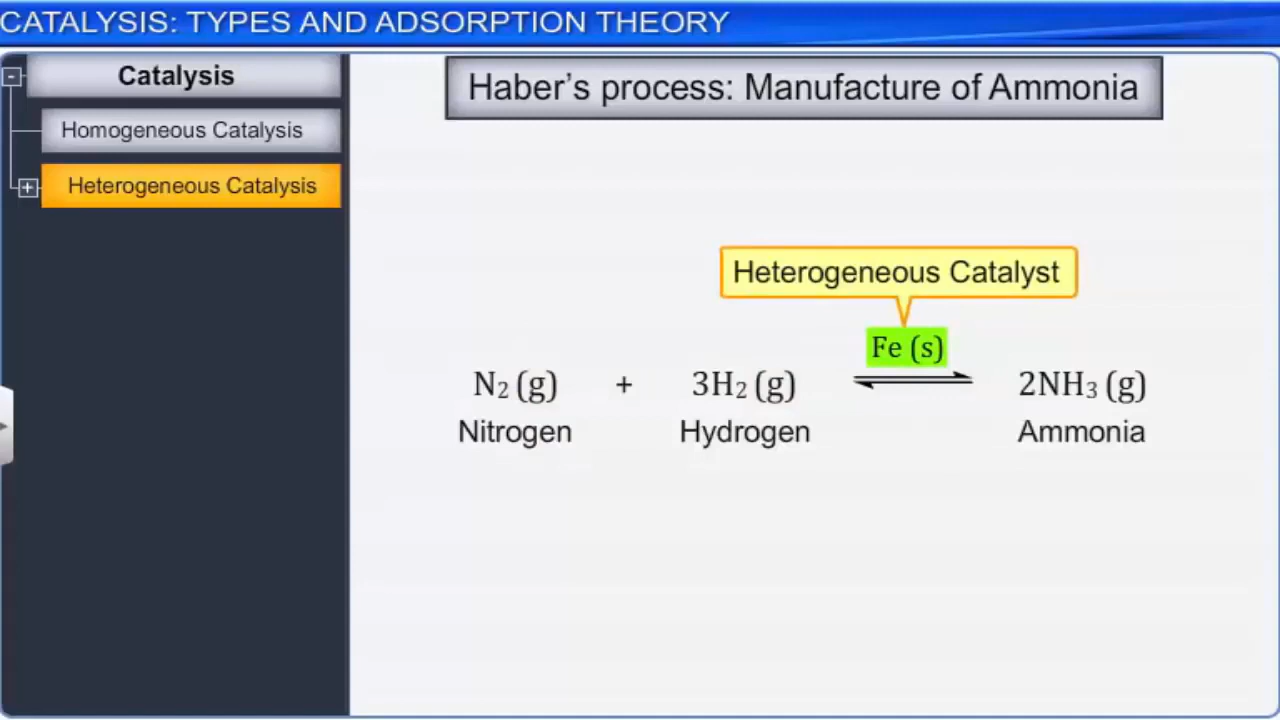 CATALYSIS: TYPES AND ADSORPTION THEORY
Catalysis
Homogeneous Catalysis
Heterogeneous Catalysis
Haber’s process: Manufacture of Ammonia
Heterogeneous Catalyst
Fe (s)
N₂ (g) + 3H₂ (g) ⇌ 2NH₃ (g)
Nitrogen Hydrogen Ammonia